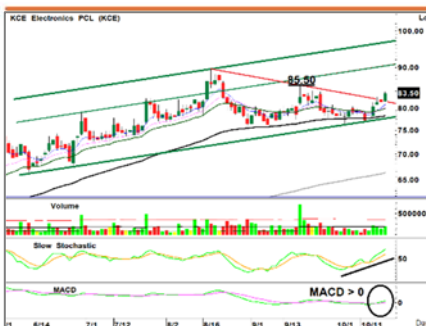 KCE Electronics PCL (KCE)
100.00
90.00
85.50
83.50
80.00
75.00
70.00
65.00
Volume
500000
Slow Stochastic
50
MACD
MACD > 0
0
6/14 7/1 7/12 8/2 8/16 9/1 9/13 10/1 10/11